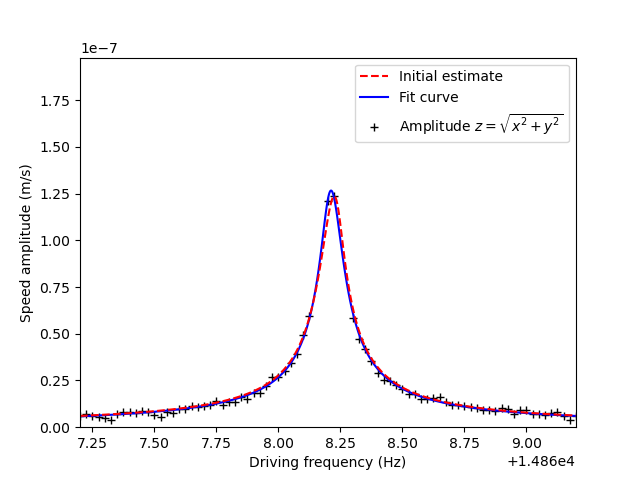 1e−7
Initial estimate
Fit curve
Amplitude z = √x² + y²
1.75
1.50
1.25
1.00
0.75
0.50
0.25
0.00
Speed amplitude (m/s)
7.25 7.50 7.75 8.00 8.25 8.50 8.75 9.00
Driving frequency (Hz)
+1.486e4